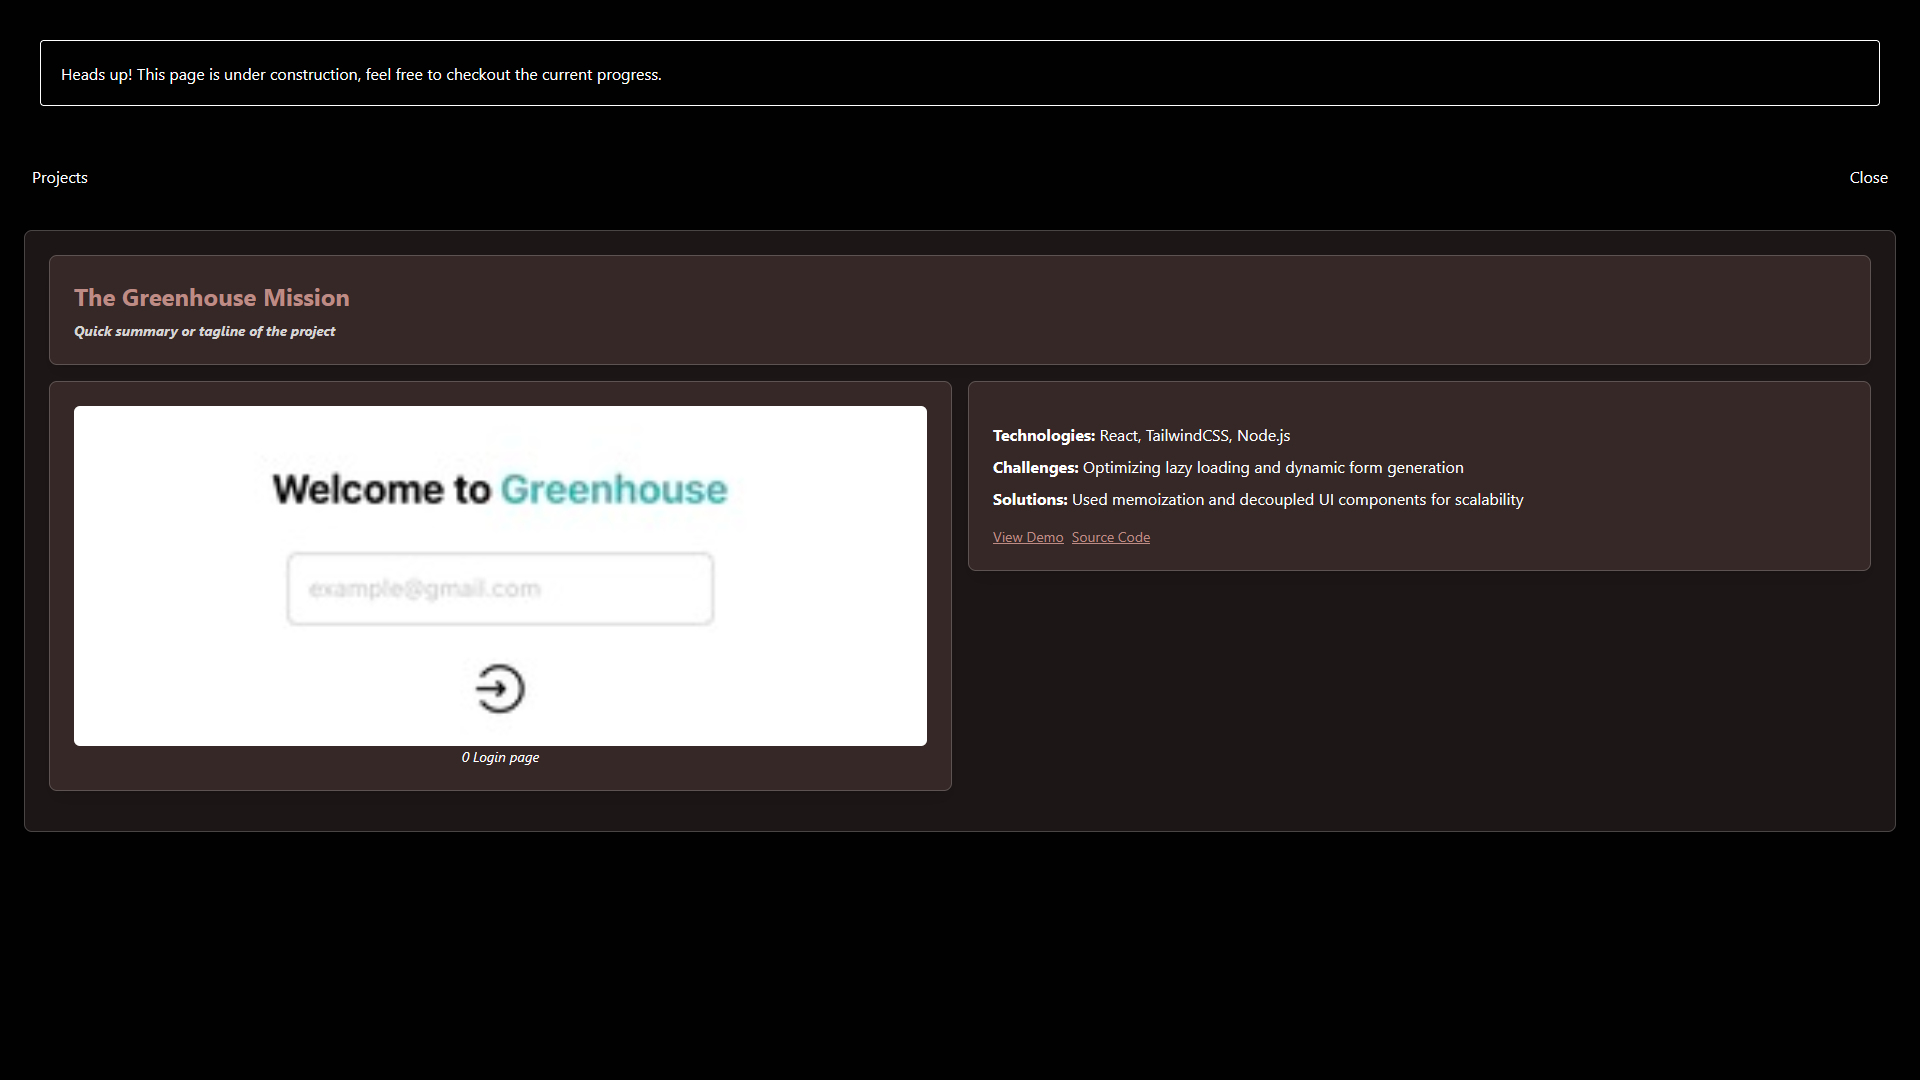 Heads up! This page is under construction, feel free to checkout the current progress.
Projects
Close
The Greenhouse Mission
Quick summary or tagline of the project
Welcome to Greenhouse
example@gmail.com
0 Login page
Technologies: React, TailwindCSS, Node.js
Challenges: Optimizing lazy loading and dynamic form generation
Solutions: Used memoization and decoupled UI components for scalability
View Demo Source Code